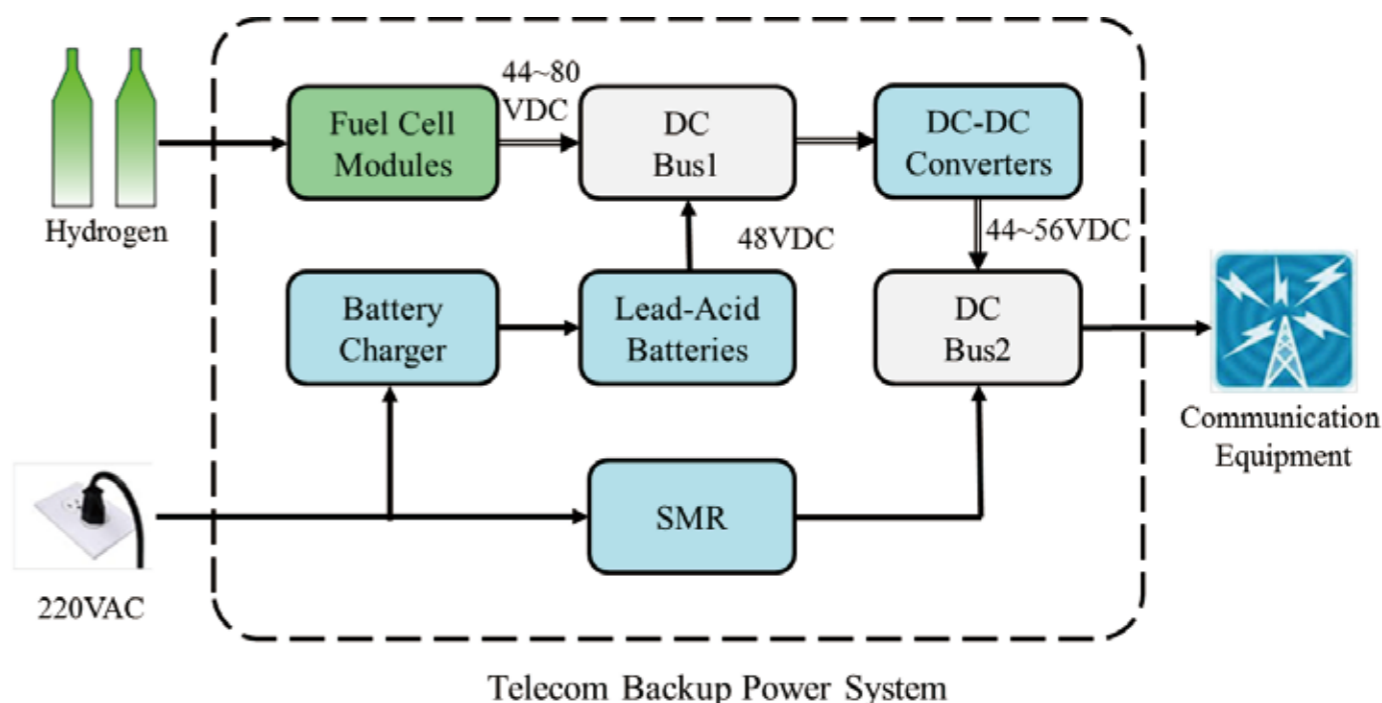 44~80
VDC
Fuel Cell
Modules
DC
Bus1
DC-DC
Converters
Hydrogen
48VDC
44~56VDC
Battery
Charger
Lead-Acid
Batteries
DC
Bus2
Communication
Equipment
SMR
220VAC
Telecom Backup Power System